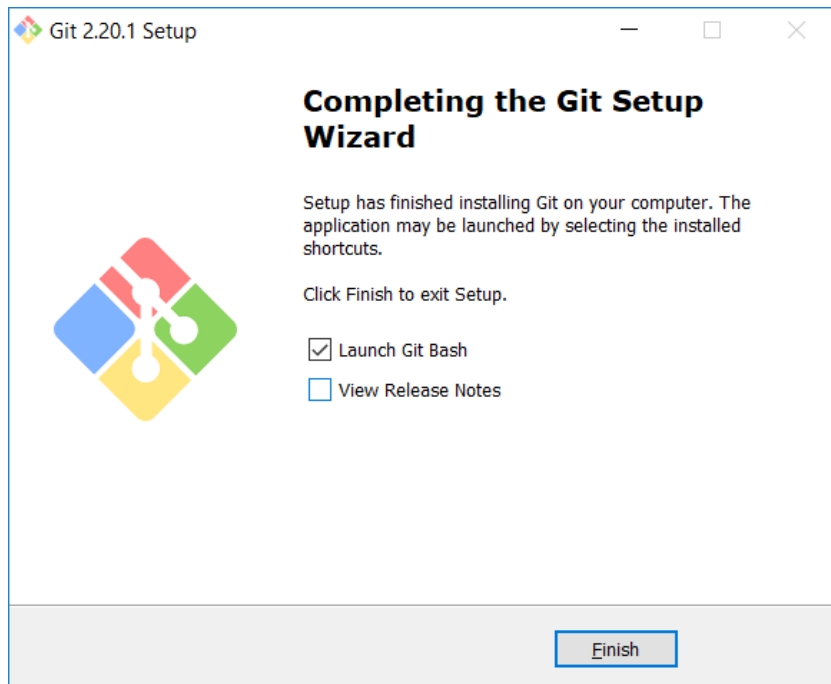 Git 2.20.1 Setup
Completing the Git Setup
Wizard
Setup has finished installing Git on your computer. The
application may be launched by selecting the installed
shortcuts.
Click Finish to exit Setup.
Launch Git Bash
View Release Notes
Finish